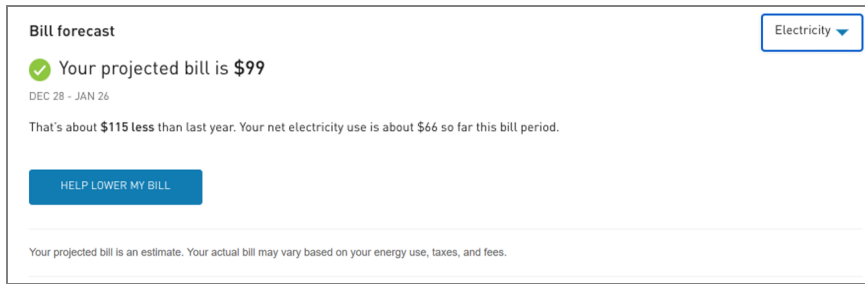 Bill forecast
Electricity
Your projected bill is $99
DEC 28 - JAN 26
That's about $115 less than last year. Your net electricity use is about $66 so far this bill period.
HELP LOWER MY BILL
Your projected bill is an estimate. Your actual bill may vary based on your energy use, taxes, and fees.